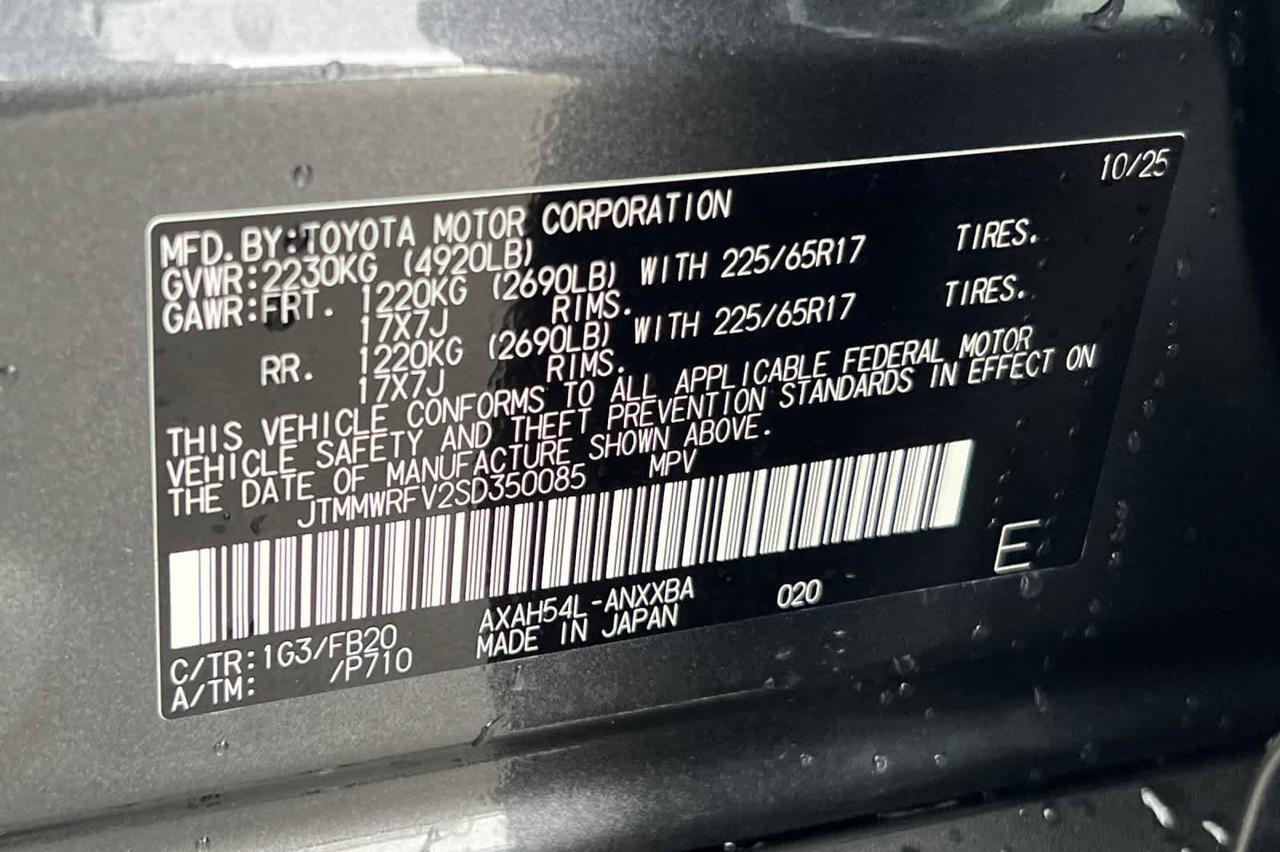 10/25
MFD.BY:TOYOTA MOTOR CORPORATION
GVWR:2230KG (4920LB)
GAWR:FRT. 1220KG (2690LB) WITH 225/65R17 TIRES.
17X7J RIMS.
RR. 1220KG (2690LB) WITH 225/65R17 TIRES.
17X7J RIMS.
THIS VEHICLE CONFORMS TO ALL APPLICABLE FEDERAL MOTOR
VEHICLE SAFETY AND THEFT PREVENTION STANDARDS IN EFFECT ON
THE DATE OF MANUFACTURE SHOWN ABOVE.
JTMMWRFV2SD350085 MPV
E
C/TR:1G3/FB20 AXAH54L-ANXXBA 020
A/TM: /P710 MADE IN JAPAN